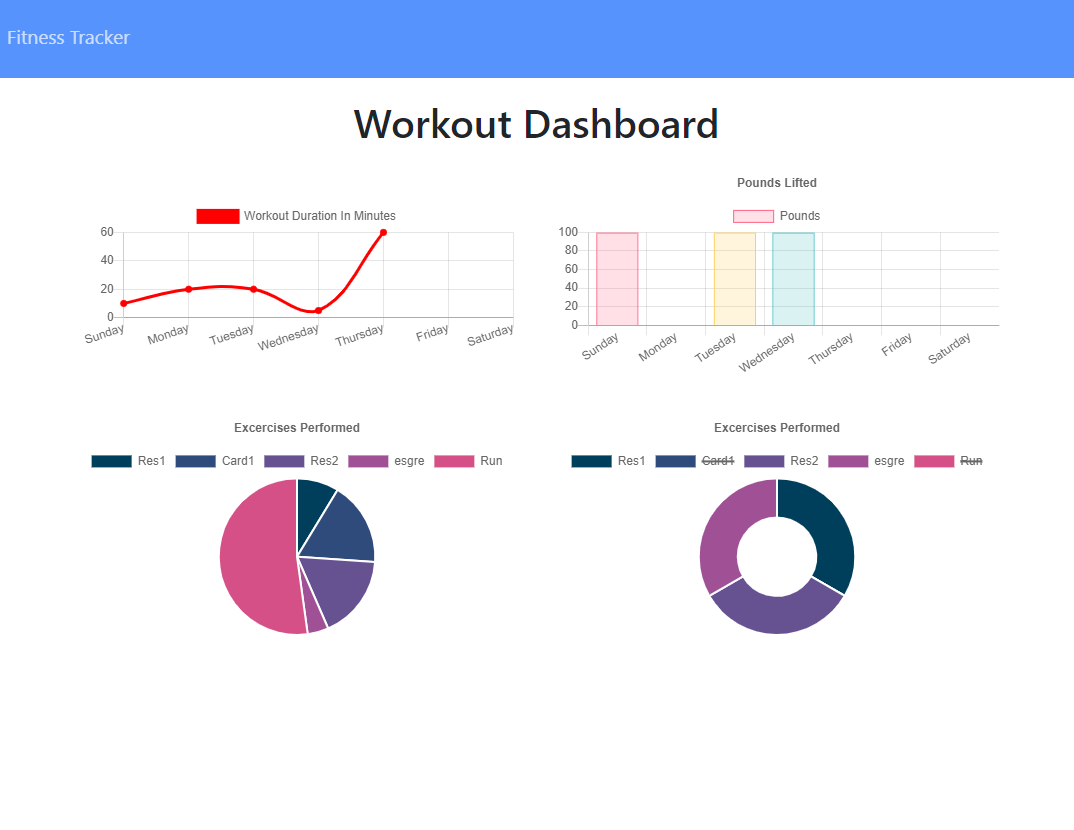 Fitness Tracker
Workout Dashboard
Workout Duration In Minutes
60
40
20
0
Sunday Monday Tuesday Wednesday Thursday Friday Saturday
Pounds Lifted
Pounds
100
80
60
40
20
0
Sunday Monday Tuesday Wednesday Thursday Friday Saturday
Excercises Performed
Res1 Card1 Res2 esgre Run
Excercises Performed
Res1 Card1 Res2 esgre Run